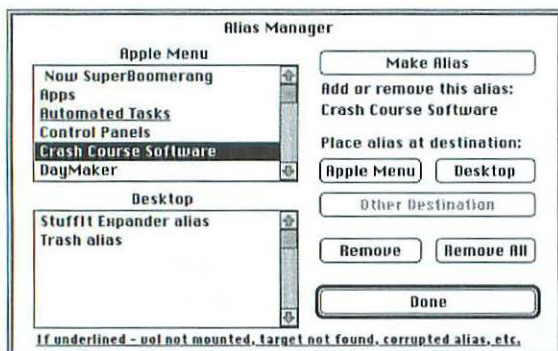 Alias Manager
Apple Menu
Now SuperBoomerang
Apps
Automated Tasks
Control Panels
Crash Course Software
DayMaker
Desktop
StuffIt Expander alias
Trash alias
Make Alias
Add or remove this alias:
Crash Course Software
Place alias at destination:
Apple Menu
Desktop
Other Destination
Remove
Remove All
Done
If underlined - vol not mounted, target not found, corrupted alias, etc.